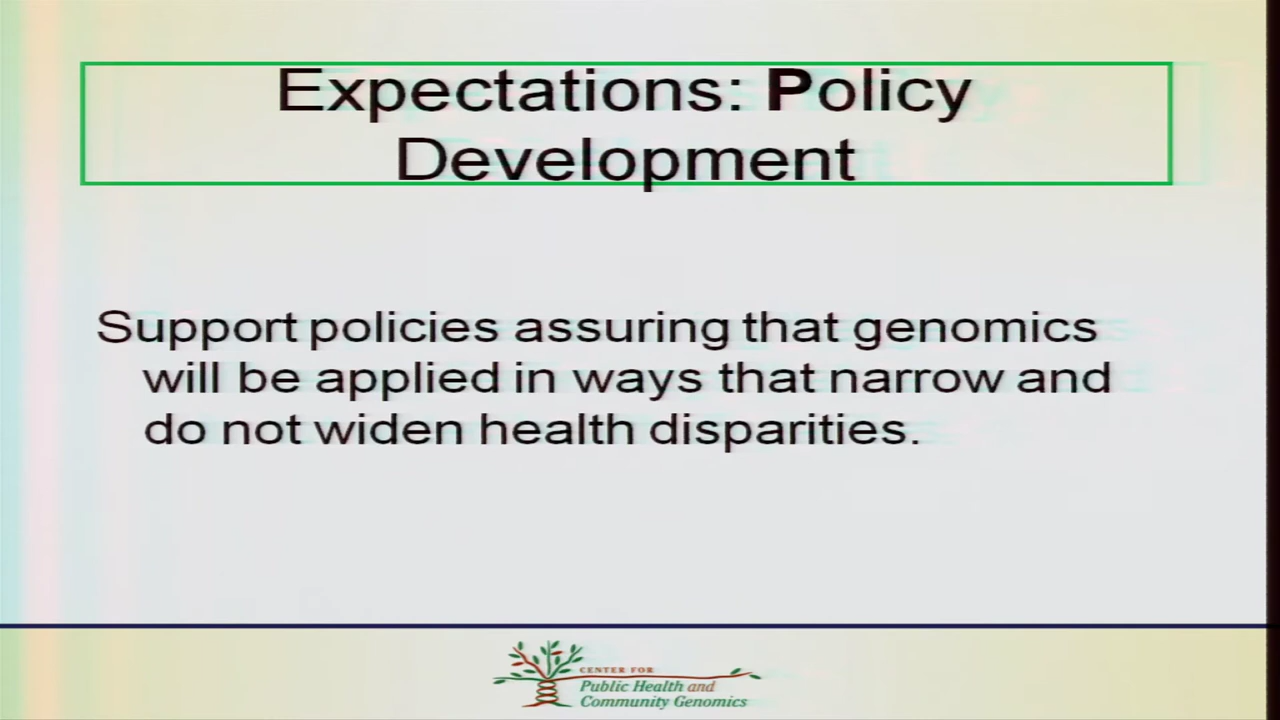 Expectations: Policy
Development
Support policies assuring that genomics
will be applied in ways that narrow and
do not widen health disparities.
CENTER FOR
Public Health and
Community Genomics